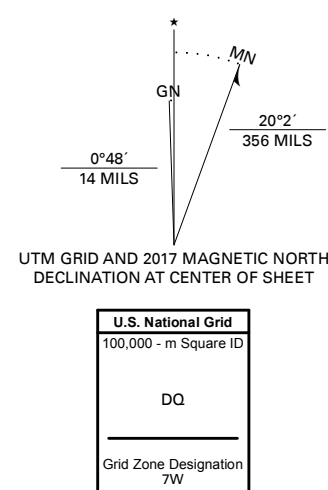 ★
MN
GN
0°48´
14 MILS
20°2´
356 MILS
UTM GRID AND 2017 MAGNETIC NORTH
DECLINATION AT CENTER OF SHEET
U.S. National Grid
100,000 - m Square ID
DQ
Grid Zone Designation
7W